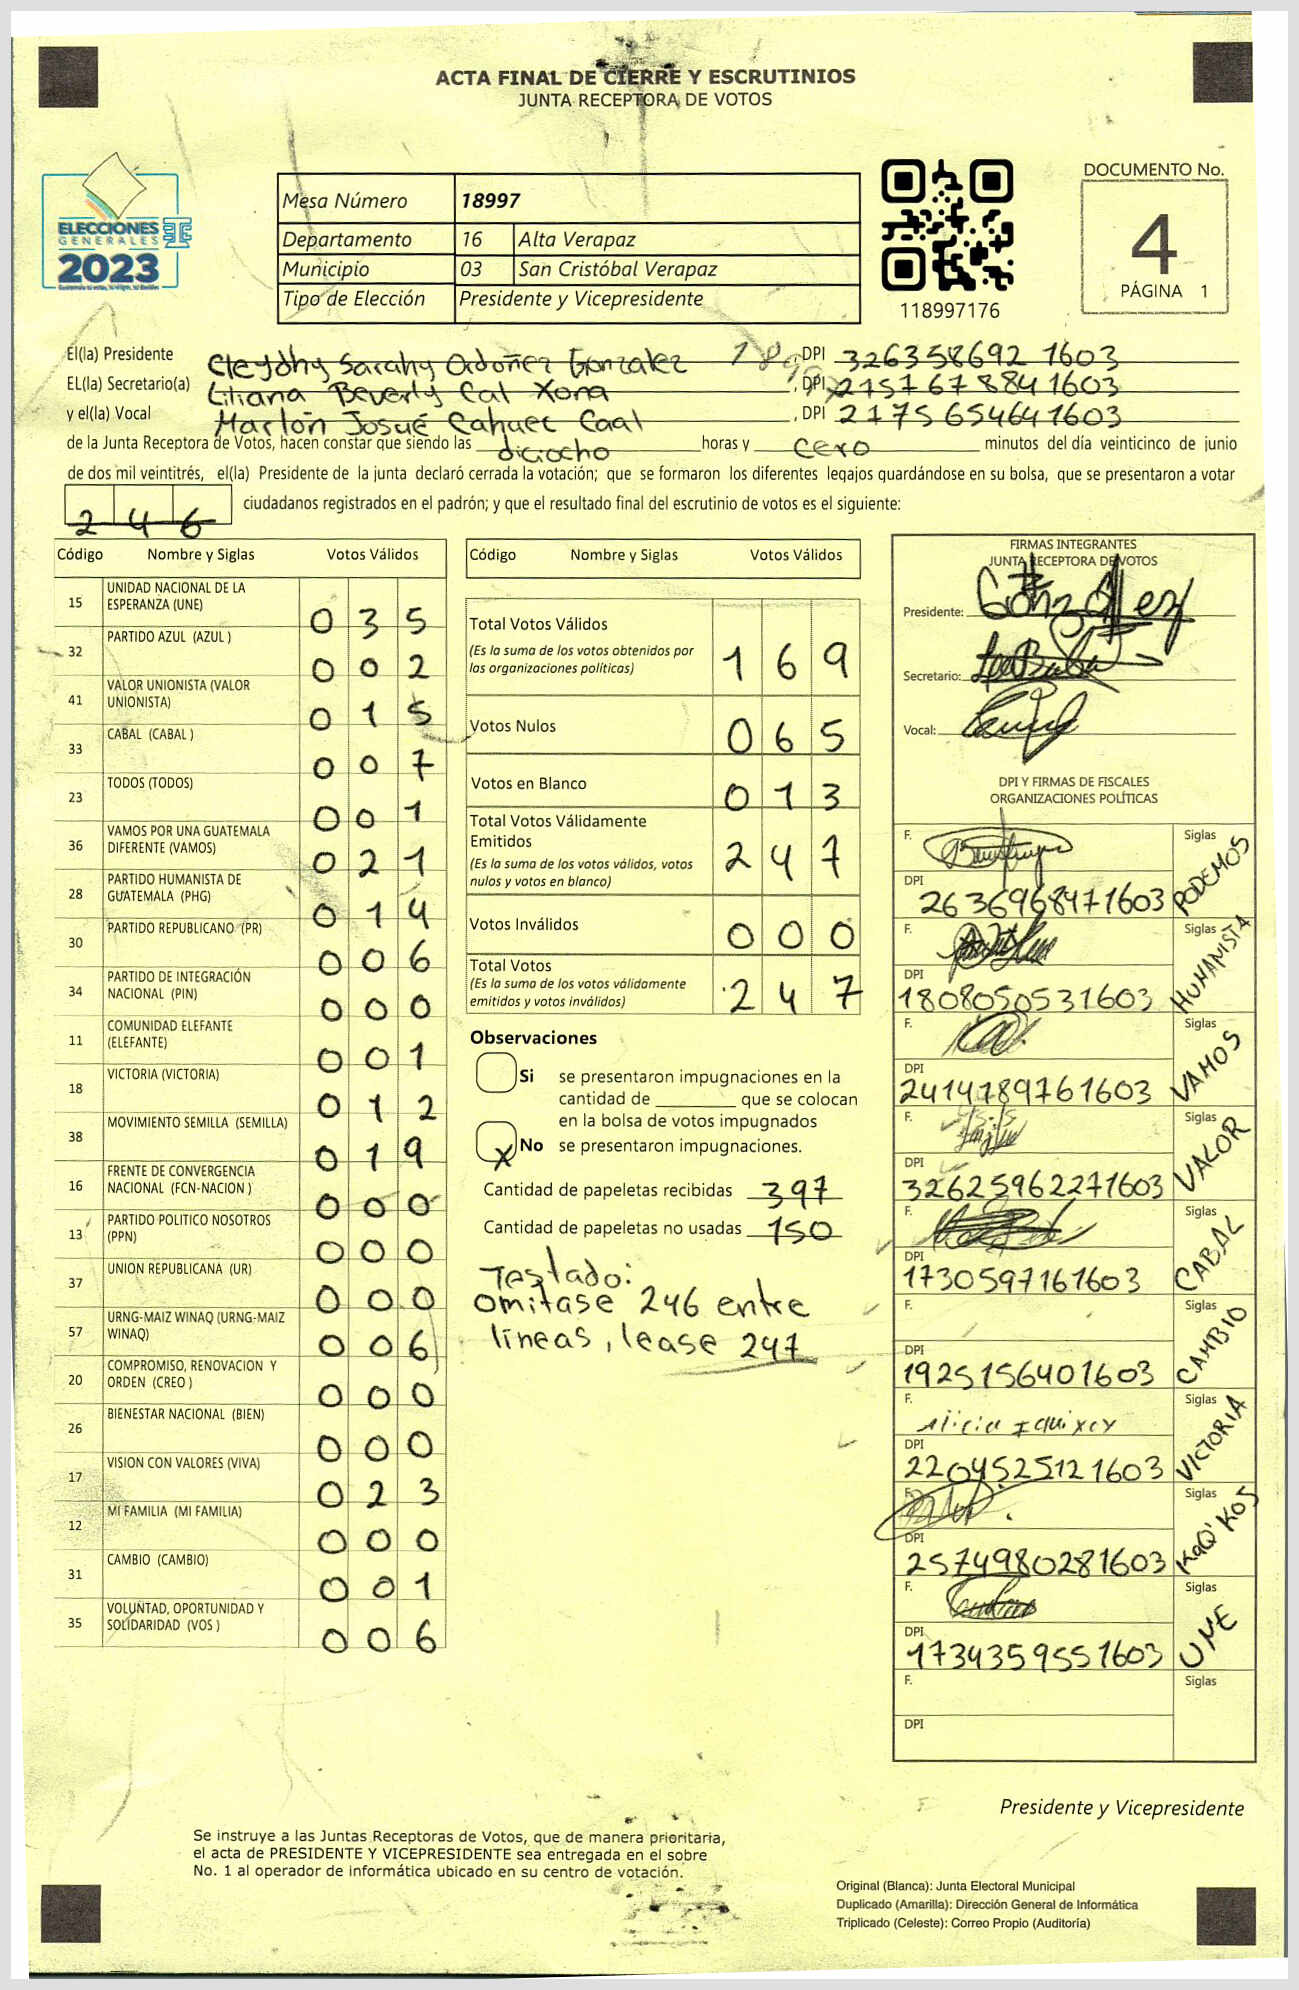 ACTA FINAL DE CIERRE Y ESCRUTINIOS
JUNTA RECEPTORA DE VOTOS
ELECCIONES
GENERALES
2023
Mesa Número 18997
Departamento 16 Alta Verapaz
Municipio 03 San Cristóbal Verapaz
Tipo de Elección Presidente y Vicepresidente
118997176
DOCUMENTO No.
4
PÁGINA 1
El(la) Presidente Cleydhy Sarahy Ordoñez Gonzalez , DPI 326358692 1603
EL(la) Secretario(a) Liliana Beverly Cal Xona , DPI 215767884 1603
y el(la) Vocal Marlon Josué Cahuec Caal , DPI 217565464 1603
de la Junta Receptora de Votos, hacen constar que siendo las diciocho horas y cero minutos del día veinticinco de junio
de dos mil veintitrés, el(la) Presidente de la junta declaró cerrada la votación; que se formaron los diferentes legajos guardándose en su bolsa, que se presentaron a votar
246 ciudadanos registrados en el padrón; y que el resultado final del escrutinio de votos es el siguiente:
Código Nombre y Siglas Votos Válidos
15 UNIDAD NACIONAL DE LA ESPERANZA (UNE) 035
32 PARTIDO AZUL (AZUL ) 002
41 VALOR UNIONISTA (VALOR UNIONISTA) 015
33 CABAL (CABAL ) 007
23 TODOS (TODOS) 001
36 VAMOS POR UNA GUATEMALA DIFERENTE (VAMOS) 021
28 PARTIDO HUMANISTA DE GUATEMALA (PHG) 014
30 PARTIDO REPUBLICANO (PR) 006
34 PARTIDO DE INTEGRACIÓN NACIONAL (PIN) 000
11 COMUNIDAD ELEFANTE (ELEFANTE) 001
18 VICTORIA (VICTORIA) 012
38 MOVIMIENTO SEMILLA (SEMILLA) 019
16 FRENTE DE CONVERGENCIA NACIONAL (FCN-NACION ) 000
13 PARTIDO POLITICO NOSOTROS (PPN) 000
37 UNION REPUBLICANA (UR) 000
57 URNG-MAIZ WINAQ (URNG-MAIZ WINAQ) 006
20 COMPROMISO, RENOVACION Y ORDEN (CREO ) 000
26 BIENESTAR NACIONAL (BIEN) 000
17 VISION CON VALORES (VIVA) 023
12 MI FAMILIA (MI FAMILIA) 000
31 CAMBIO (CAMBIO) 001
35 VOLUNTAD, OPORTUNIDAD Y SOLIDARIDAD (VOS ) 006
Código Nombre y Siglas Votos Válidos
Total Votos Válidos 169
(Es la suma de los votos obtenidos por
las organizaciones políticas)
Votos Nulos 065
Votos en Blanco 013
Total Votos Válidamente
Emitidos 247
(Es la suma de los votos válidos, votos
nulos y votos en blanco)
Votos Inválidos 000
Total Votos 247
(Es la suma de los votos válidamente
emitidos y votos inválidos)
Observaciones
Si se presentaron impugnaciones en la
cantidad de ________ que se colocan
en la bolsa de votos impugnados
X No se presentaron impugnaciones.
Cantidad de papeletas recibidas 397
Cantidad de papeletas no usadas 150
Testado:
omitase 246 entre
lineas, lease 247
FIRMAS INTEGRANTES
JUNTA RECEPTORA DE VOTOS
Presidente:
Secretario:
Vocal:
DPI Y FIRMAS DE FISCALES
ORGANIZACIONES POLÍTICAS
F. Siglas PODEMOS
DPI 2636968471603
F. Siglas HUMANISTA
DPI 1808050531603
F. Siglas VAMOS
DPI 2414789761603
F. Siglas VALOR
DPI 32625962271603
F. Siglas CABAL
DPI 1730597161603
F. Siglas CAMBIO
DPI 1925156401603
F. Siglas VICTORIA
DPI 2204525121603
F. Siglas KaQ' KOJ
DPI 2574980281603
F. Siglas UNE
DPI 1734359551603
F. Siglas
DPI
Presidente y Vicepresidente
Se instruye a las Juntas Receptoras de Votos, que de manera prioritaria,
el acta de PRESIDENTE Y VICEPRESIDENTE sea entregada en el sobre
No. 1 al operador de informática ubicado en su centro de votación.
Original (Blanca): Junta Electoral Municipal
Duplicado (Amarilla): Dirección General de Informática
Triplicado (Celeste): Correo Propio (Auditoría)